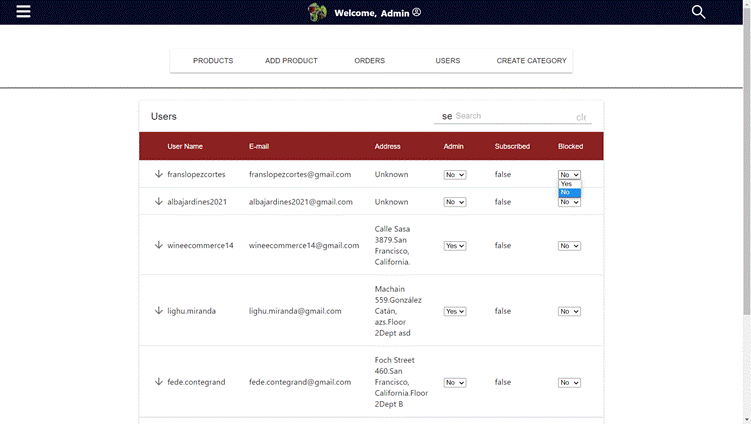 Welcome, Admin
PRODUCTS ADD PRODUCT ORDERS USERS CREATE CATEGORY
Users se Search cle
User Name E-mail Address Admin Subscribed Blocked
franslopezcortes franslopezcortes@gmail.com Unknown No false No
Yes
No
albajardines2021 albajardines2021@gmail.com Unknown No false No
Calle Sasa
3879.San
wineecommerce14 wineecommerce14@gmail.com Yes false No
Francisco,
California.
Machain
559.González
lighu.miranda lighu.miranda@gmail.com Catán, Yes false No
azs.Floor
2Dept asd
Foch Street
460.San
fede.contegrand fede.contegrand@gmail.com Francisco, No false No
California.Floor
2Dept B